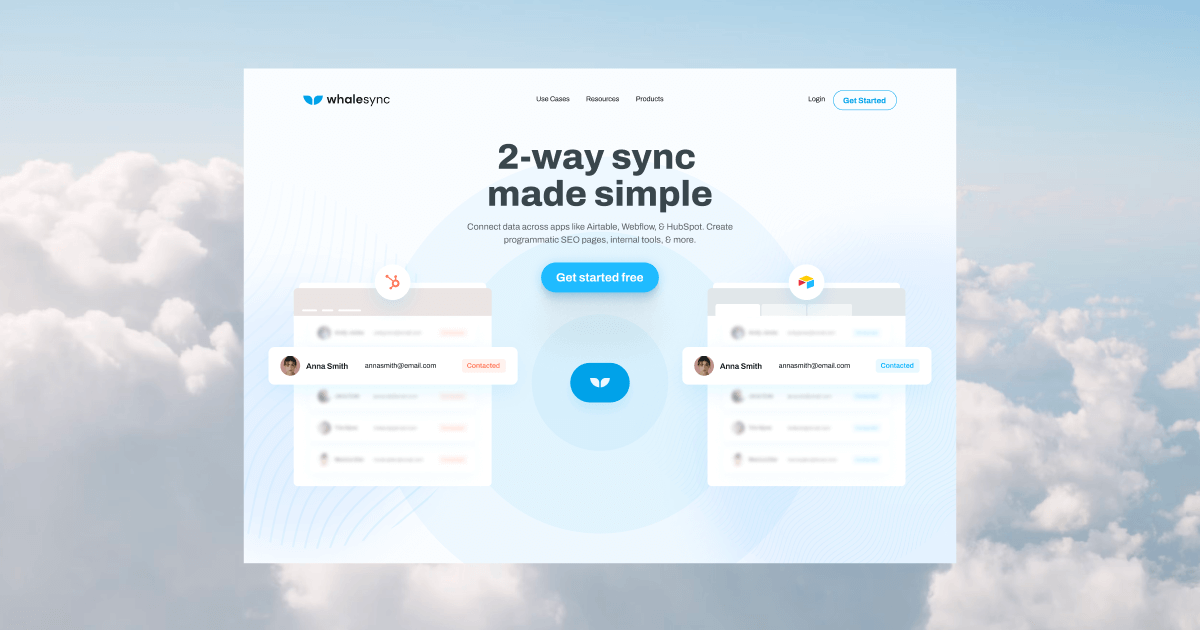 whalesync
Use Cases
Resources
Products
Login
Get Started
2-way sync
made simple
Connect data across apps like Airtable, Webflow, & HubSpot. Create
programmatic SEO pages, internal tools, & more.
Get started free
Anna Smith annasmith@email.com Contacted
Anna Smith annasmith@email.com Contacted